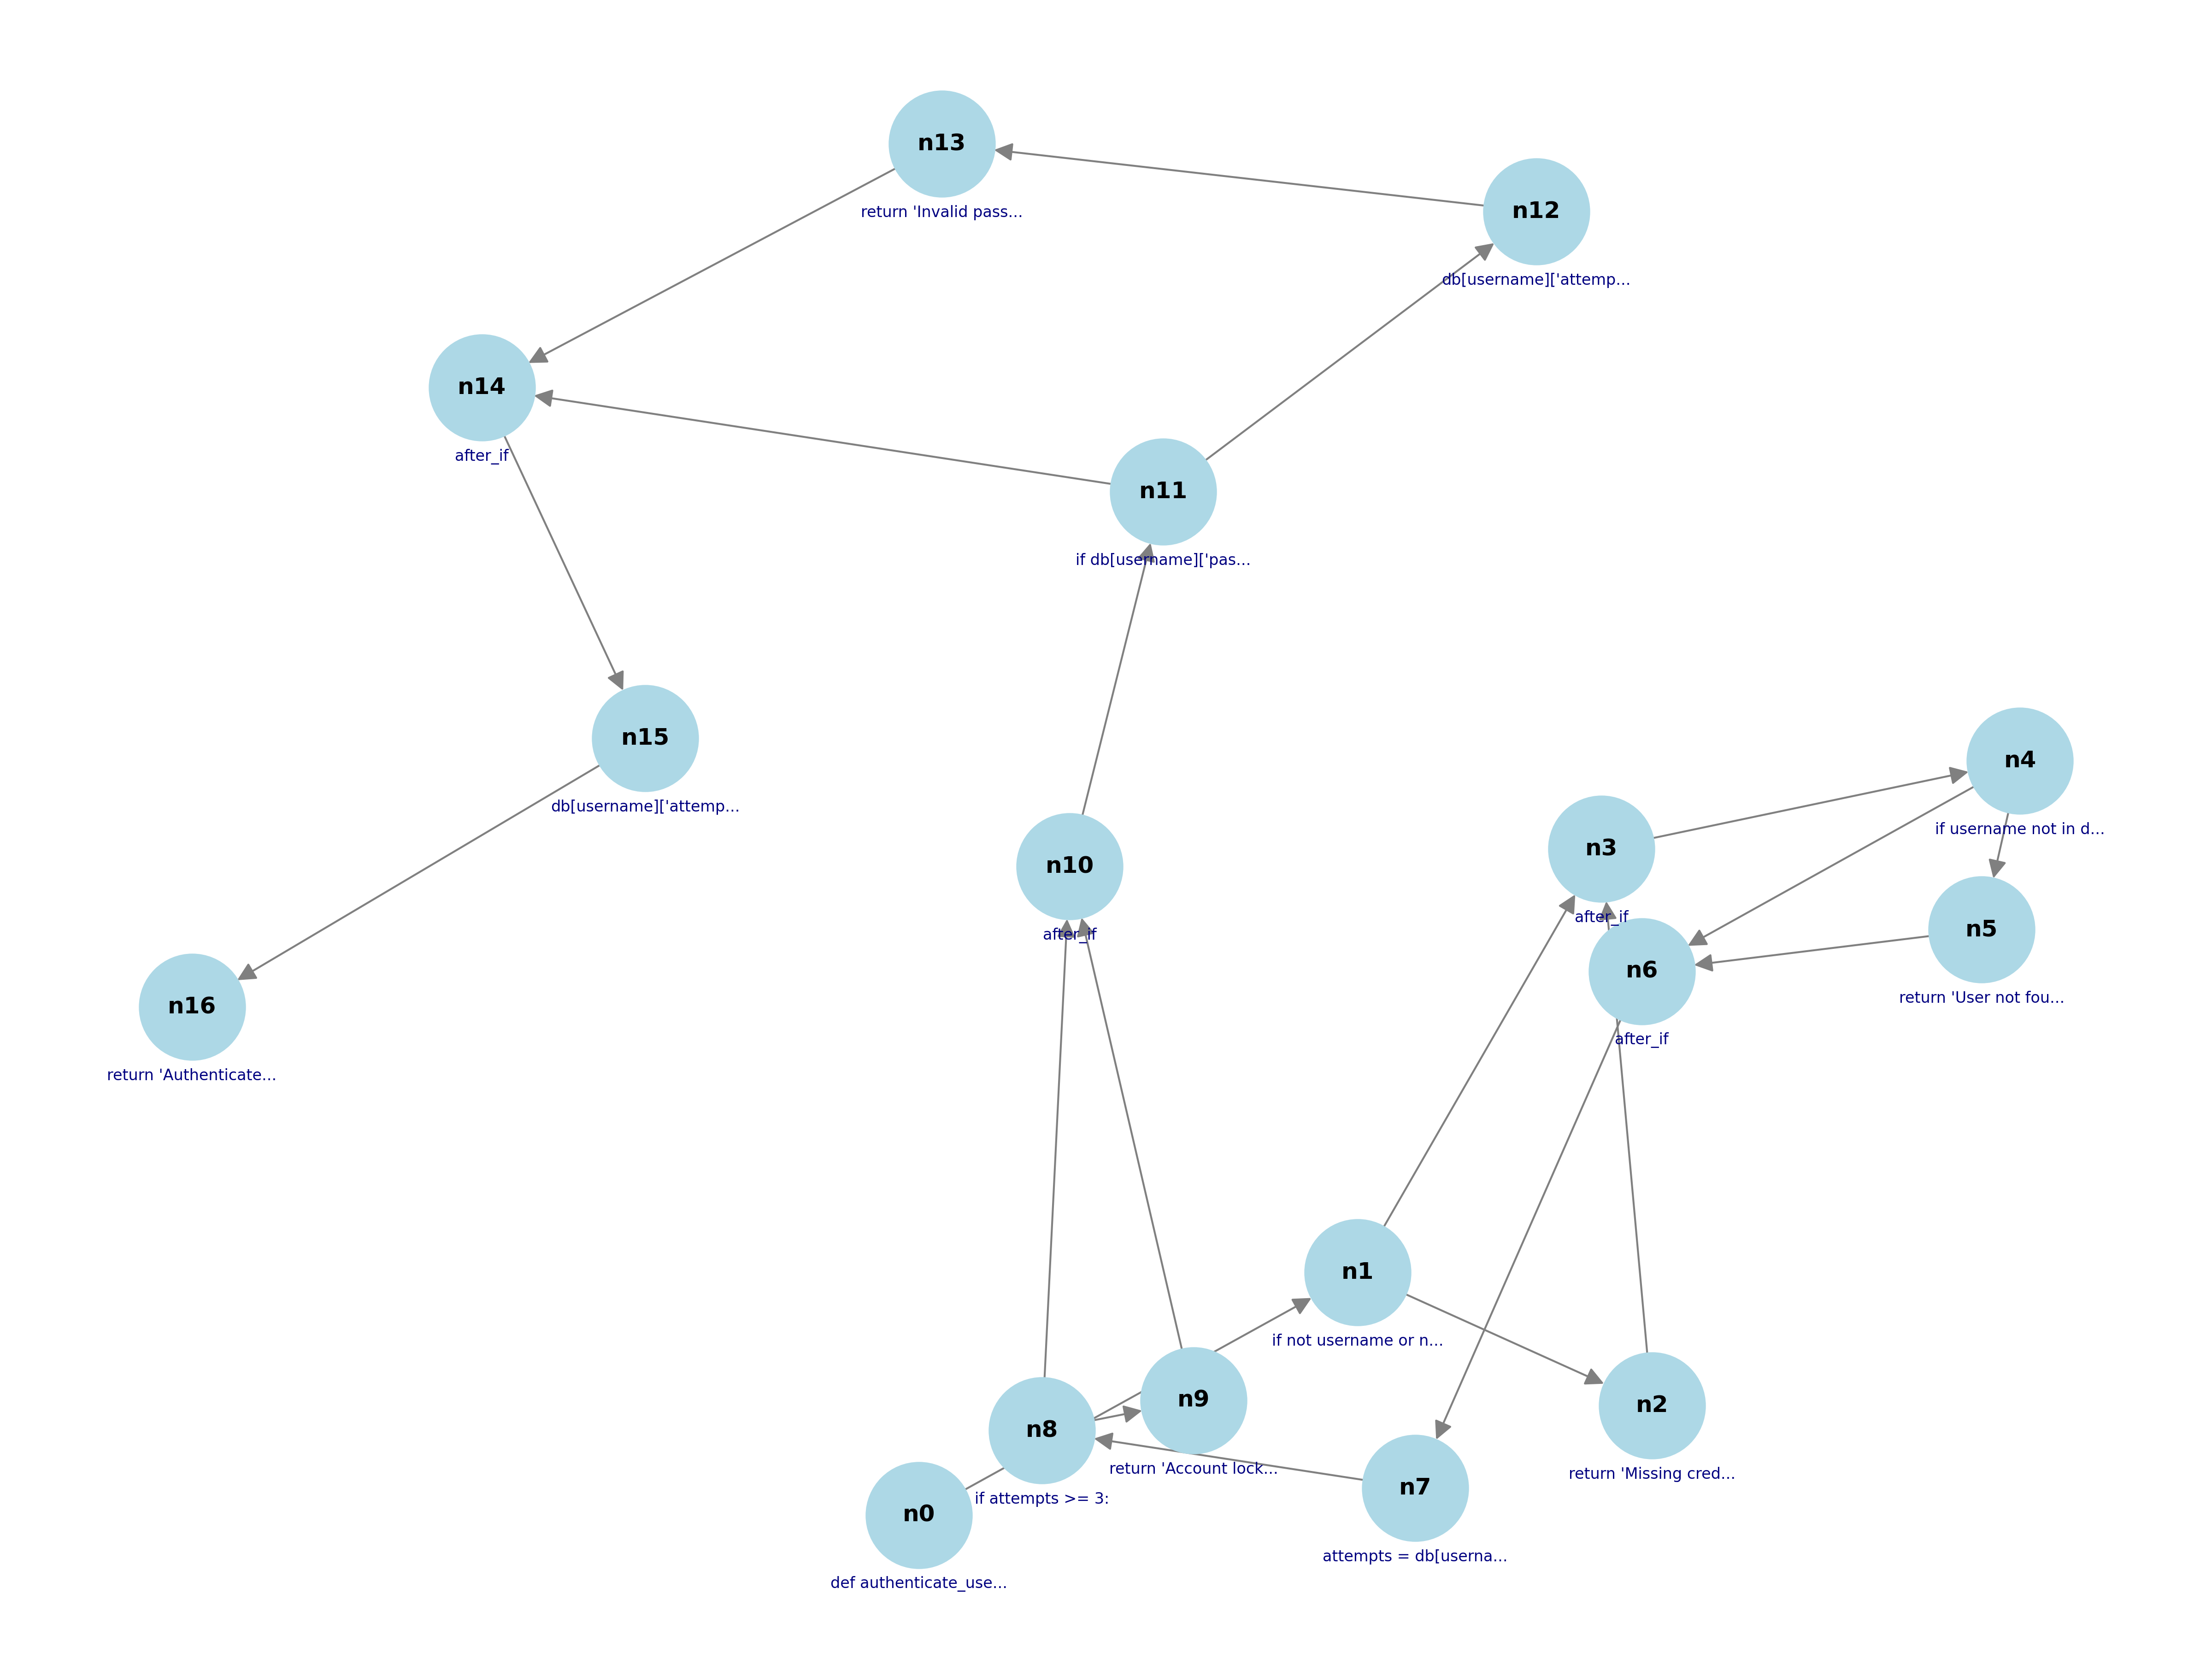 n13
return 'Invalid pass...
n12
db[username]['attemp...
n14
after_if
n11
if db[username]['pas...
n15
db[username]['attemp...
n4
if username not in d...
n3
after_if
n10
after_if
n5
return 'User not fou...
n6
after_if
n16
return 'Authenticate...
n1
if not username or n...
n9
return 'Account lock...
n2
return 'Missing cred...
n8
if attempts >= 3:
n7
attempts = db[userna...
n0
def authenticate_use...